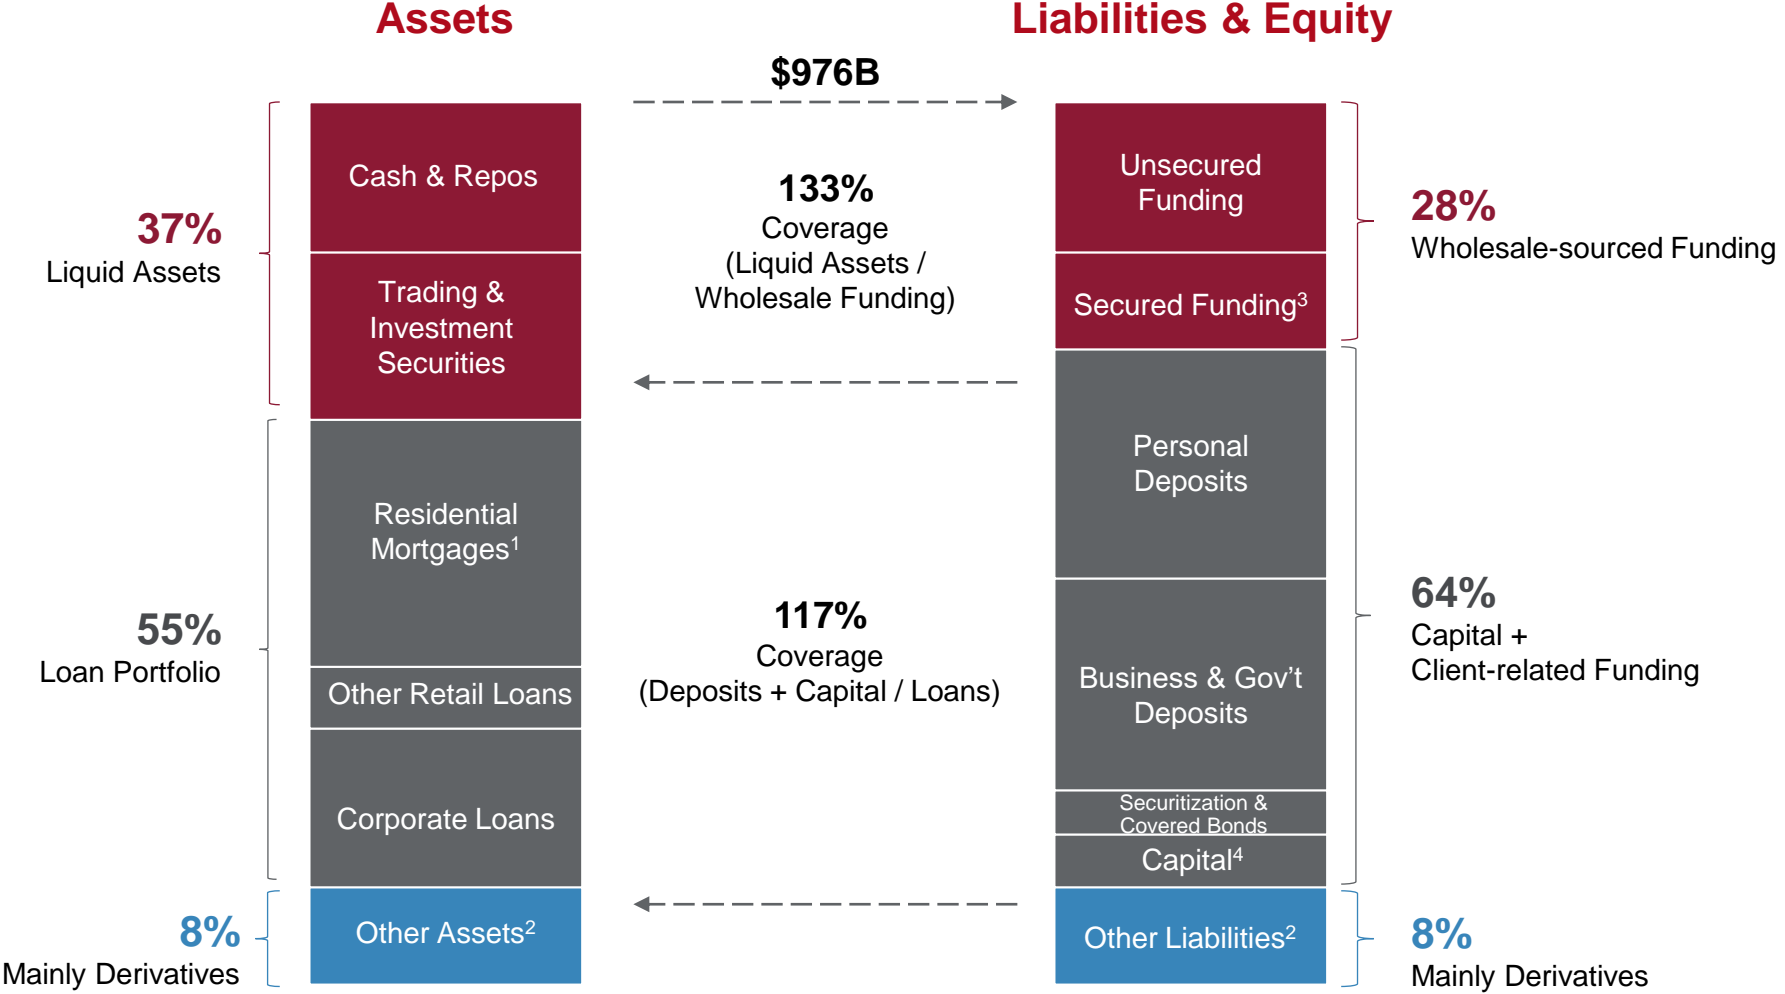 Assets
Liabilities & Equity
$976B
37%
Liquid Assets
Cash & Repos
Trading &
Investment
Securities
133%
Coverage
(Liquid Assets /
Wholesale Funding)
Unsecured
Funding
Secured Funding³
28%
Wholesale-sourced Funding
55%
Loan Portfolio
Residential
Mortgages¹
Other Retail Loans
Corporate Loans
117%
Coverage
(Deposits + Capital / Loans)
Personal
Deposits
Business & Gov’t
Deposits
Securitization &
Covered Bonds
Capital⁴
64%
Capital +
Client-related Funding
8%
Mainly Derivatives
Other Assets²
Other Liabilities²
8%
Mainly Derivatives